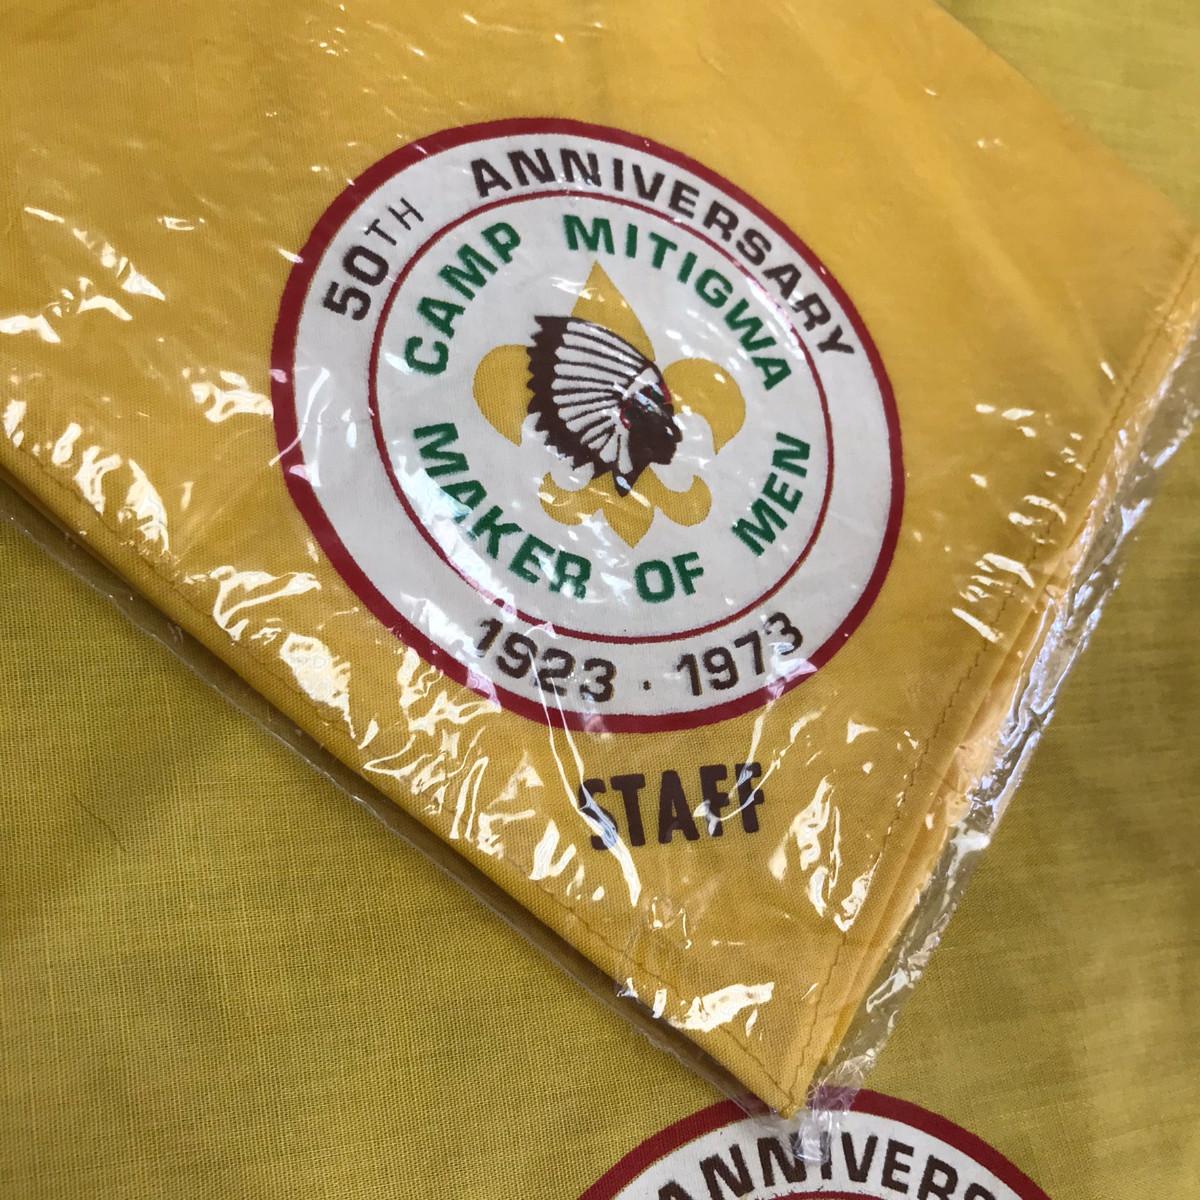 50TH ANNIVERSARY
CAMP MITIGWA
MAKER OF MEN
1923 · 1973
STAFF
ANNIVERS